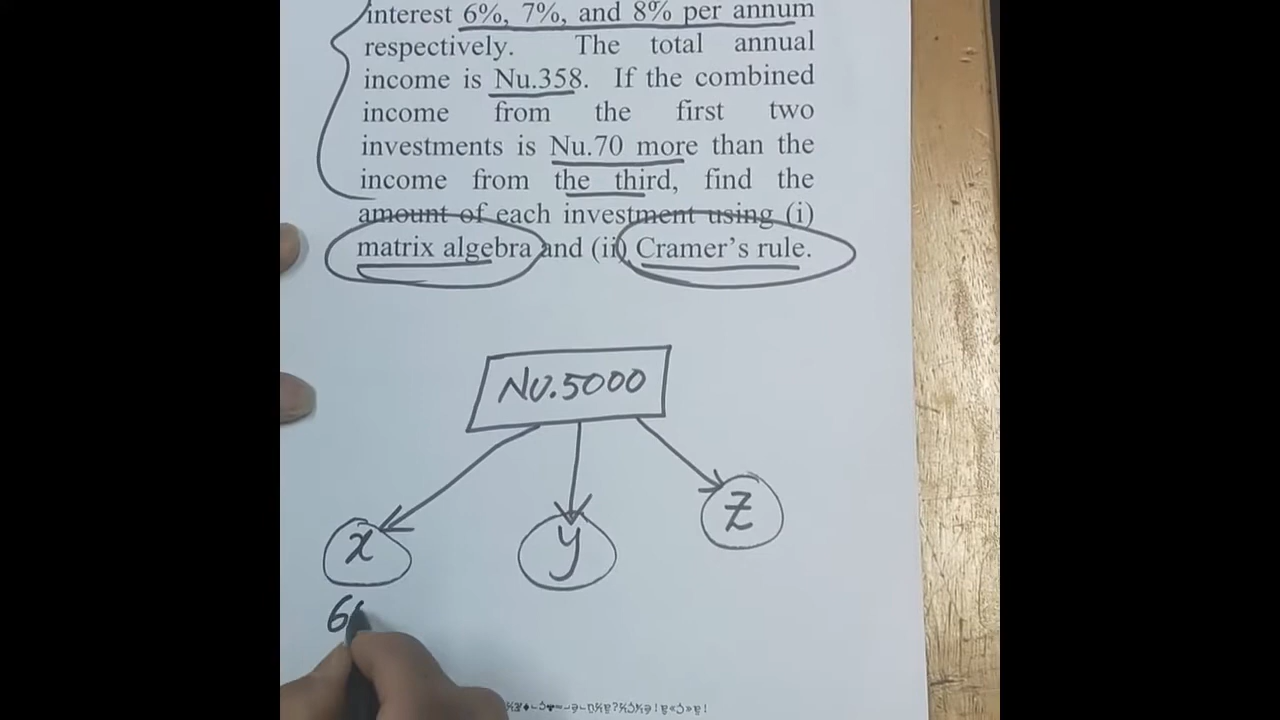 interest 6%, 7%, and 8% per annum
respectively. The total annual
income is Nu.358. If the combined
income from the first two
investments is Nu.70 more than the
income from the third, find the
amount of each investment using (i)
matrix algebra and (ii) Cramer's rule.
Nu.5000
x y z
6